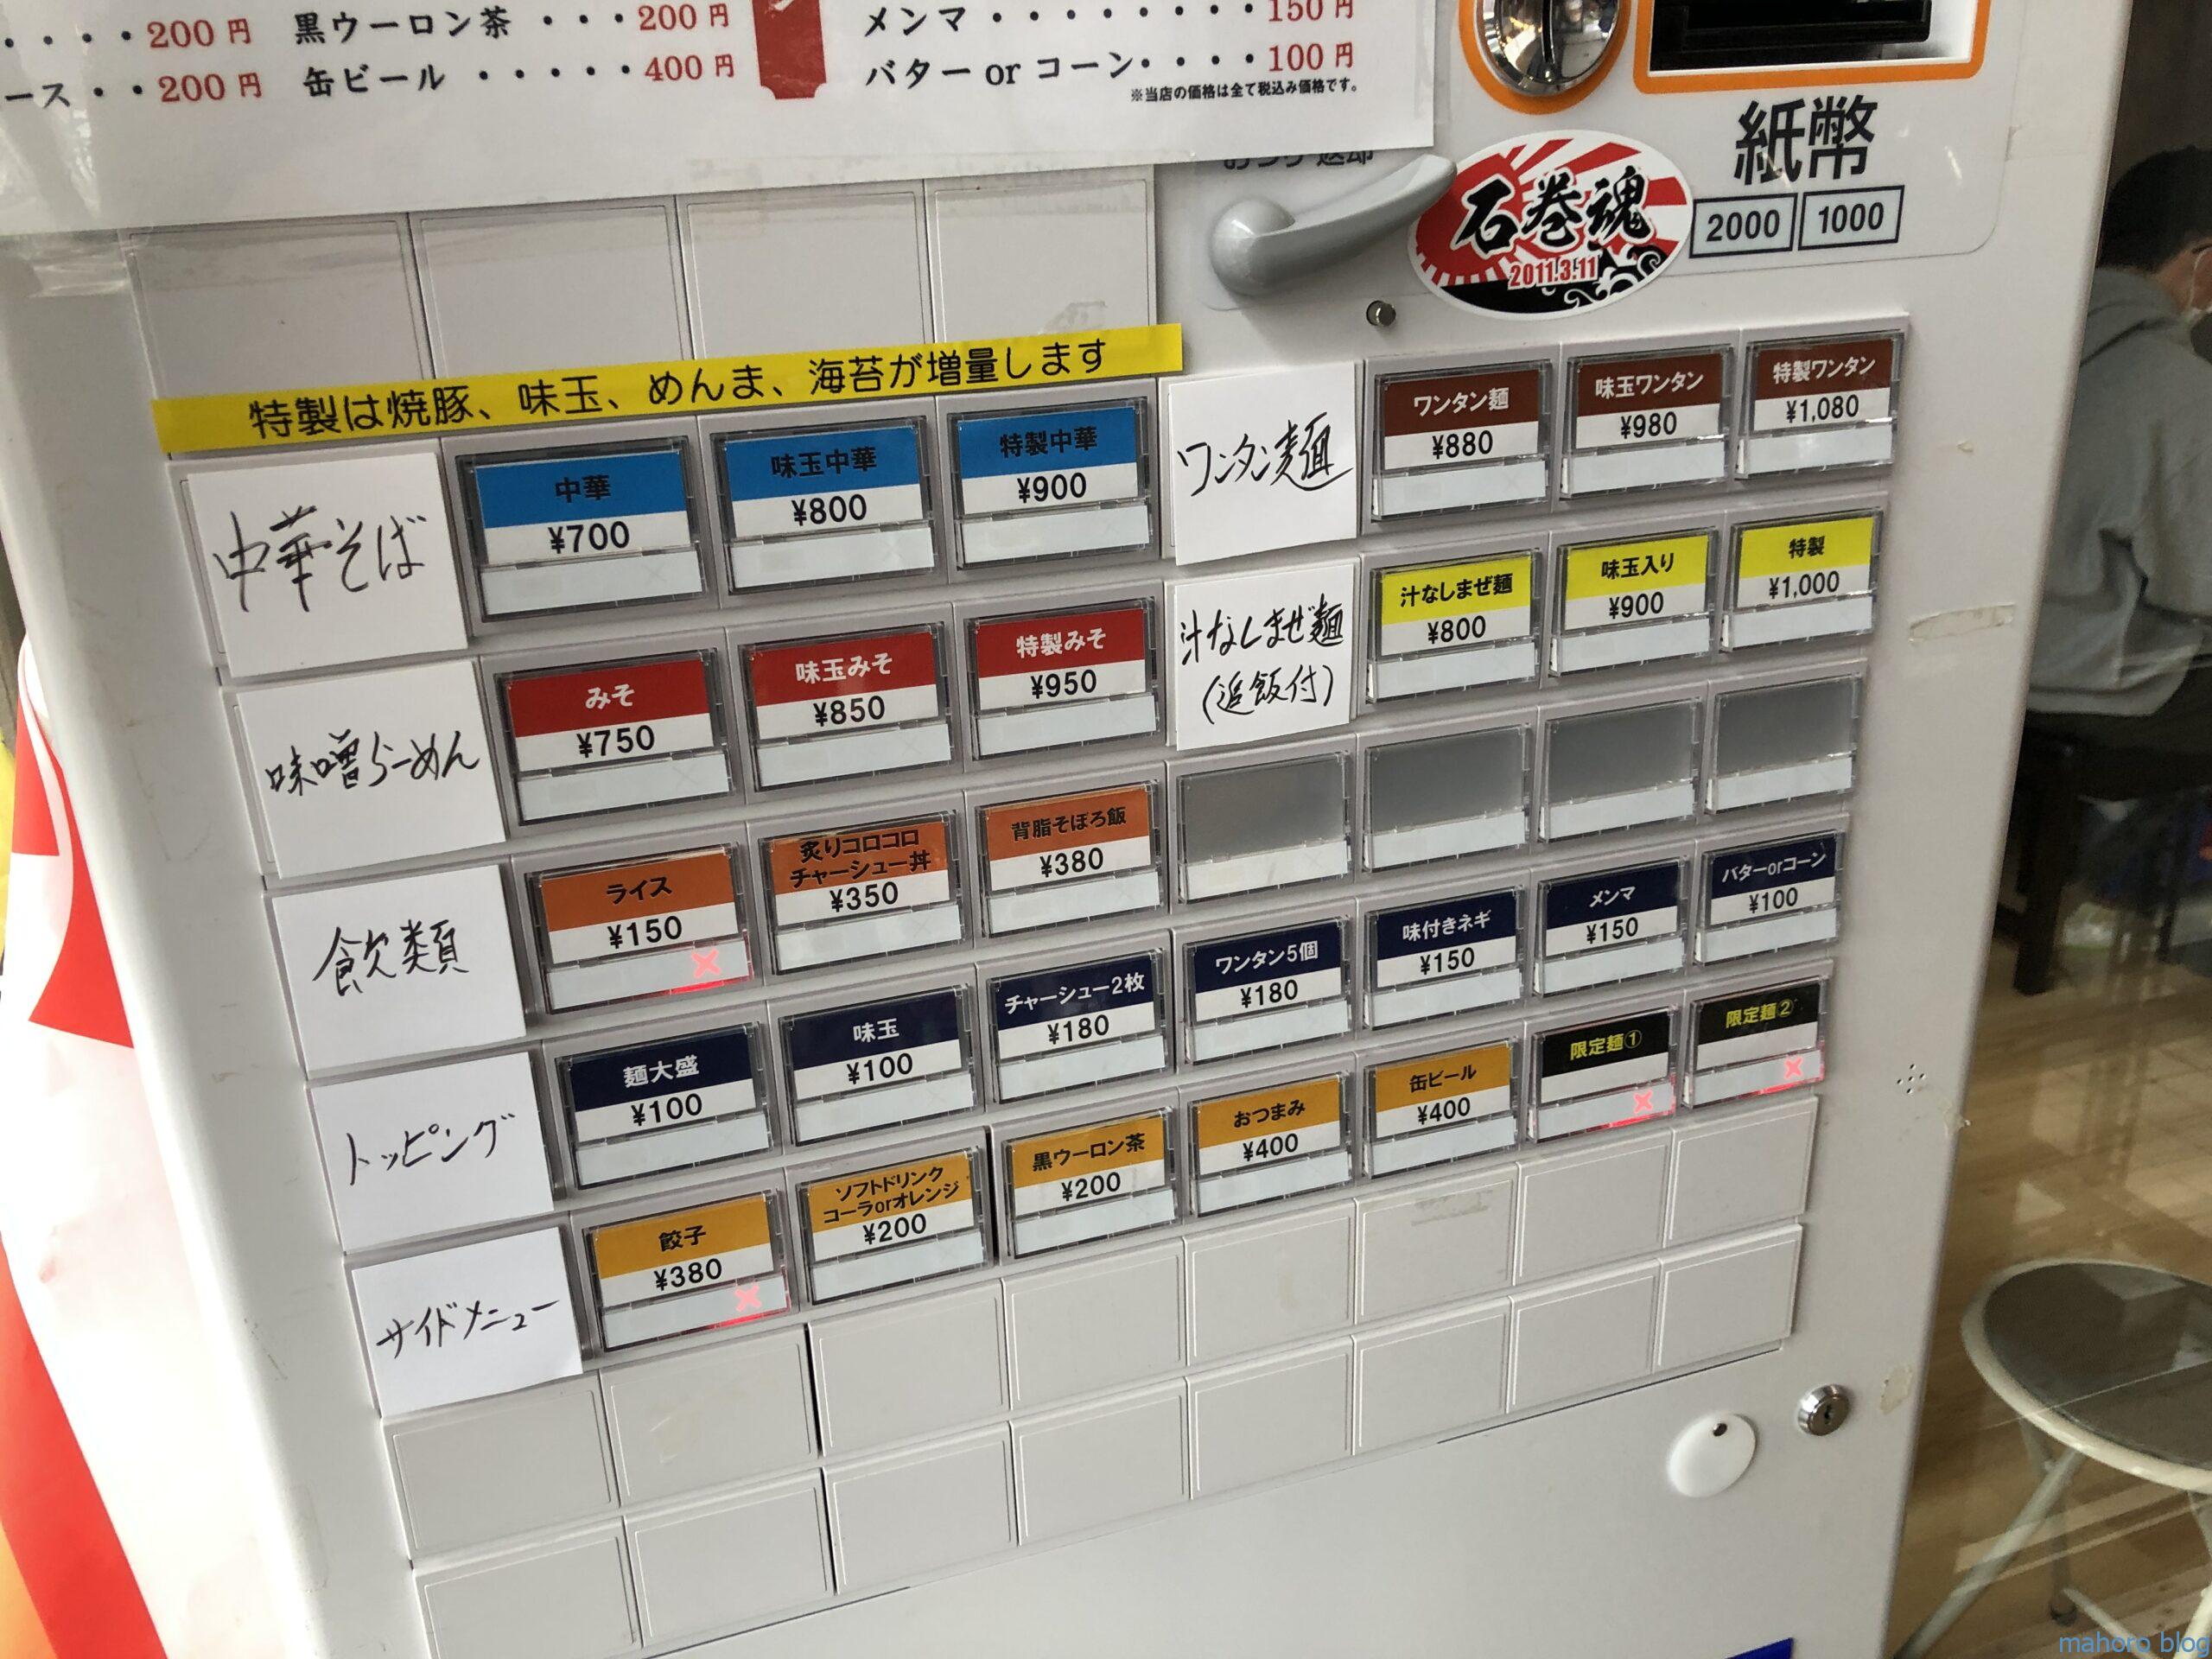 200円 黒ウーロン茶・・・200円
ース・・200円 缶ビール・・・・・400円
メンマ・・・・・・・・150円
バター or コーン・・・・100円
※当店の価格は全て税込み価格です。
紙幣
2000 1000
石巻魂
2011.3.11
特製は焼豚、味玉、めんま、海苔が増量します
中華そば
中華 ¥700
味玉中華 ¥800
特製中華 ¥900
ワンタン麺
ワンタン麺 ¥880
味玉ワンタン ¥980
特製ワンタン ¥1,080
味噌らーめん
みそ ¥750
味玉みそ ¥850
特製みそ ¥950
汁なしまぜ麺
(追飯付)
汁なしまぜ麺 ¥800
味玉入り ¥900
特製 ¥1,000
飲類
ライス ¥150
炙りコロコロ
チャーシュー丼 ¥350
背脂そぼろ飯 ¥380
トッピング
麺大盛 ¥100
味玉 ¥100
チャーシュー2枚 ¥180
ワンタン5個 ¥180
味付きネギ ¥150
メンマ ¥150
バターorコーン ¥100
サイドメニュー
餃子 ¥380
ソフトドリンク
コーラorオレンジ ¥200
黒ウーロン茶 ¥200
おつまみ ¥400
缶ビール ¥400
限定麺①
限定麺②
mahoro blog